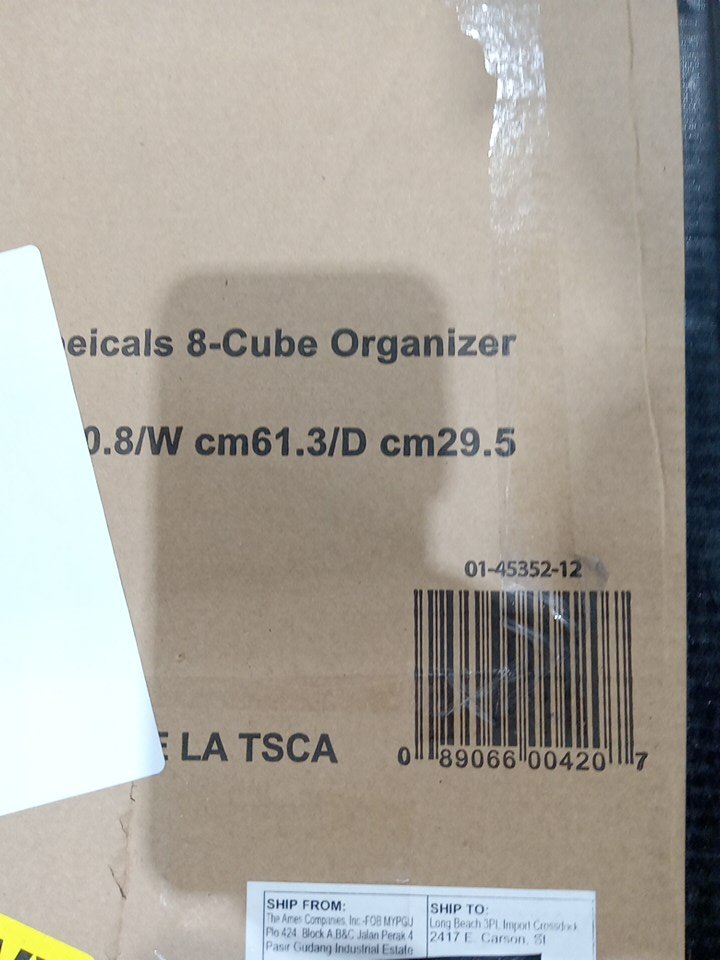 eicals 8-Cube Organizer
0.8/W cm61.3/D cm29.5
01-45352-12
E LA TSCA
0 89066 00420 7
SHIP FROM:
The Ames Companies, Inc.-FOB MYPGU
Plo 424, Block A,B&C Jalan Perak 4
Pasir Gudang Industrial Estate
SHIP TO:
Long Beach 3PL Import Crossdock
2417 E. Carson, St